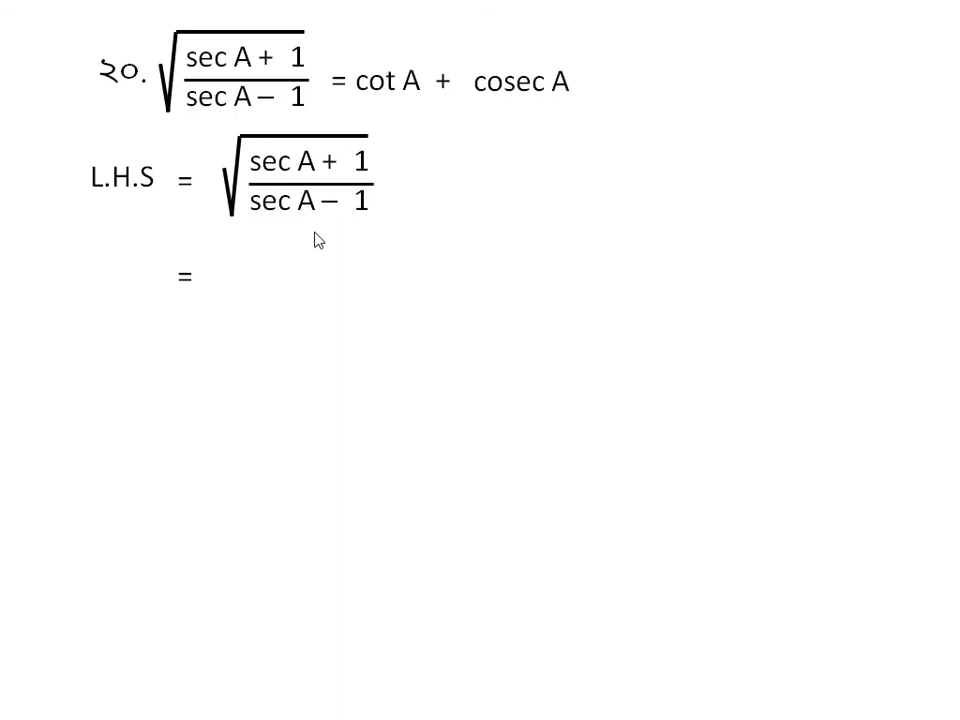 ২০. √(sec A + 1 / sec A – 1) = cot A + cosec A
L.H.S = √(sec A + 1 / sec A – 1)
=